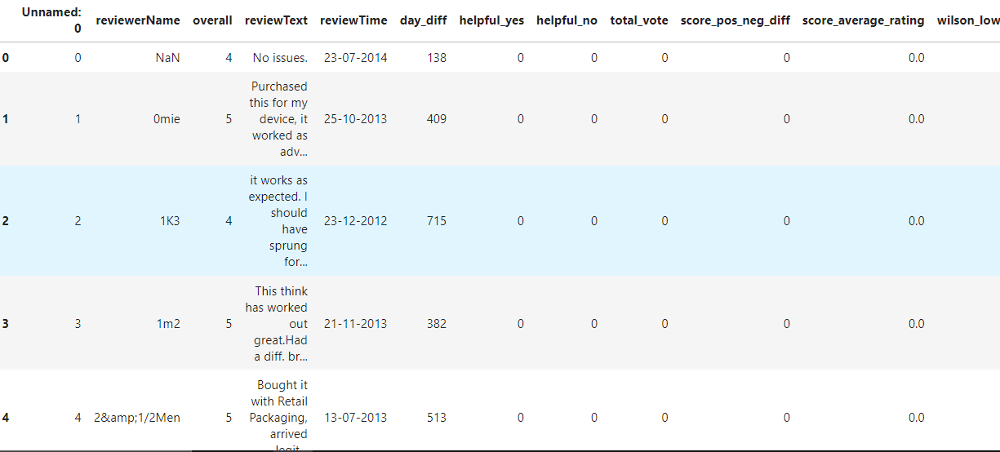 Unnamed: 0 reviewerName overall reviewText reviewTime day_diff helpful_yes helpful_no total_vote score_pos_neg_diff score_average_rating wilson_low
0 0 NaN 4 No issues. 23-07-2014 138 0 0 0 0 0.0
1 1 0mie 5 Purchased this for my device, it worked as adv... 25-10-2013 409 0 0 0 0 0.0
2 2 1K3 4 it works as expected. I should have sprung for... 23-12-2012 715 0 0 0 0 0.0
3 3 1m2 5 This think has worked out great.Had a diff. br... 21-11-2013 382 0 0 0 0 0.0
4 4 2&amp;1/2Men 5 Bought it with Retail Packaging, arrived 13-07-2013 513 0 0 0 0 0.0